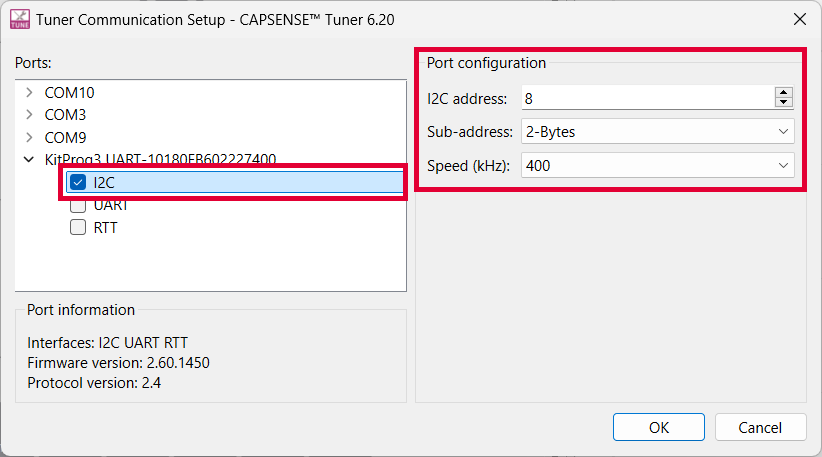 TUNE
Tuner Communication Setup - CAPSENSE™ Tuner 6.20
Ports:
COM10
COM3
COM9
KitProg3 UART-10180FB602227400
I2C
UART
RTT
Port information
Interfaces: I2C UART RTT
Firmware version: 2.60.1450
Protocol version: 2.4
Port configuration
I2C address: 8
Sub-address: 2-Bytes
Speed (kHz): 400
OK
Cancel